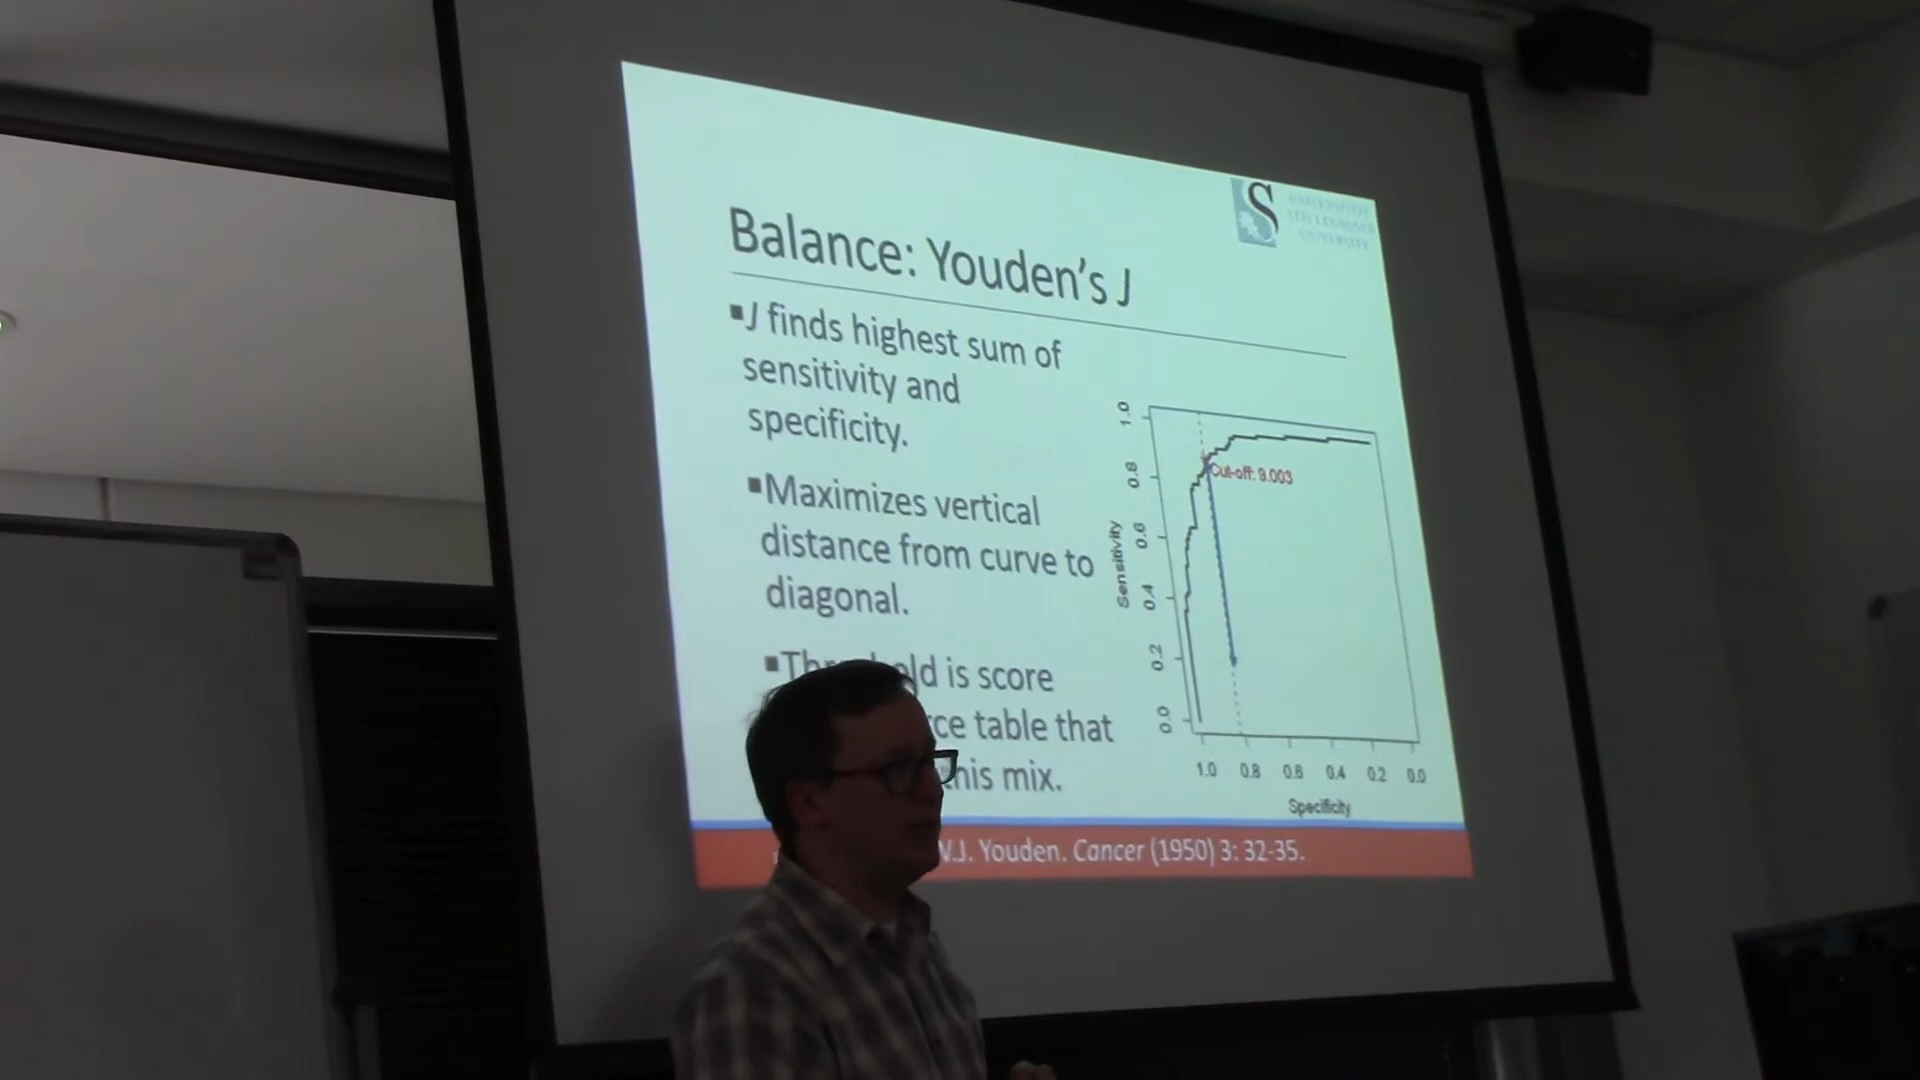 UNIVERSITEIT
STELLENBOSCH
UNIVERSITY
Balance: Youden's J
▪J finds highest sum of
sensitivity and
specificity.
▪Maximizes vertical
distance from curve to
diagonal.
is score
table that
mix.
Sensitivity
1.0
0.8
0.6
0.4
0.2
0.0
Cut-off: 9.003
1.0 0.8 0.6 0.4 0.2 0.0
Specificity
W.J. Youden. Cancer (1950) 3: 32-35.